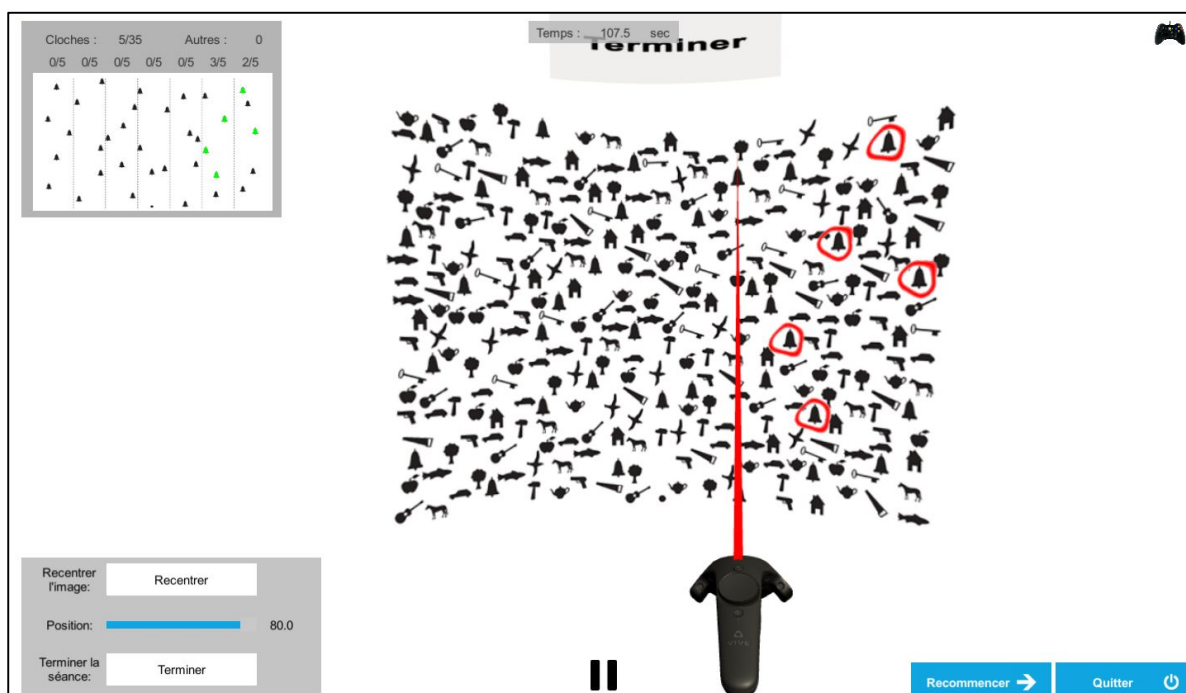 Cloches : 5/35 Autres : 0
0/5 0/5 0/5 0/5 0/5 3/5 2/5
Temps : 107.5 sec
Terminer
Recentrer
l'image:
Recentrer
Position: 80.0
Terminer la
séance:
Terminer
VIVE
Recommencer
Quitter